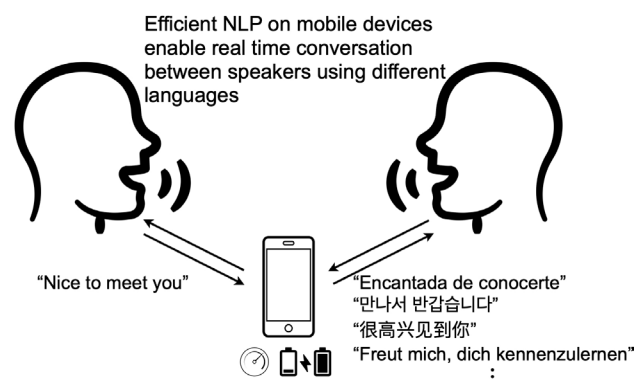 Efficient NLP on mobile devices
enable real time conversation
between speakers using different
languages
“Nice to meet you”
“Encantada de conocerte”
“만나서 반갑습니다”
“很高兴见到你”
“Freut mich, dich kennenzulernen”
: